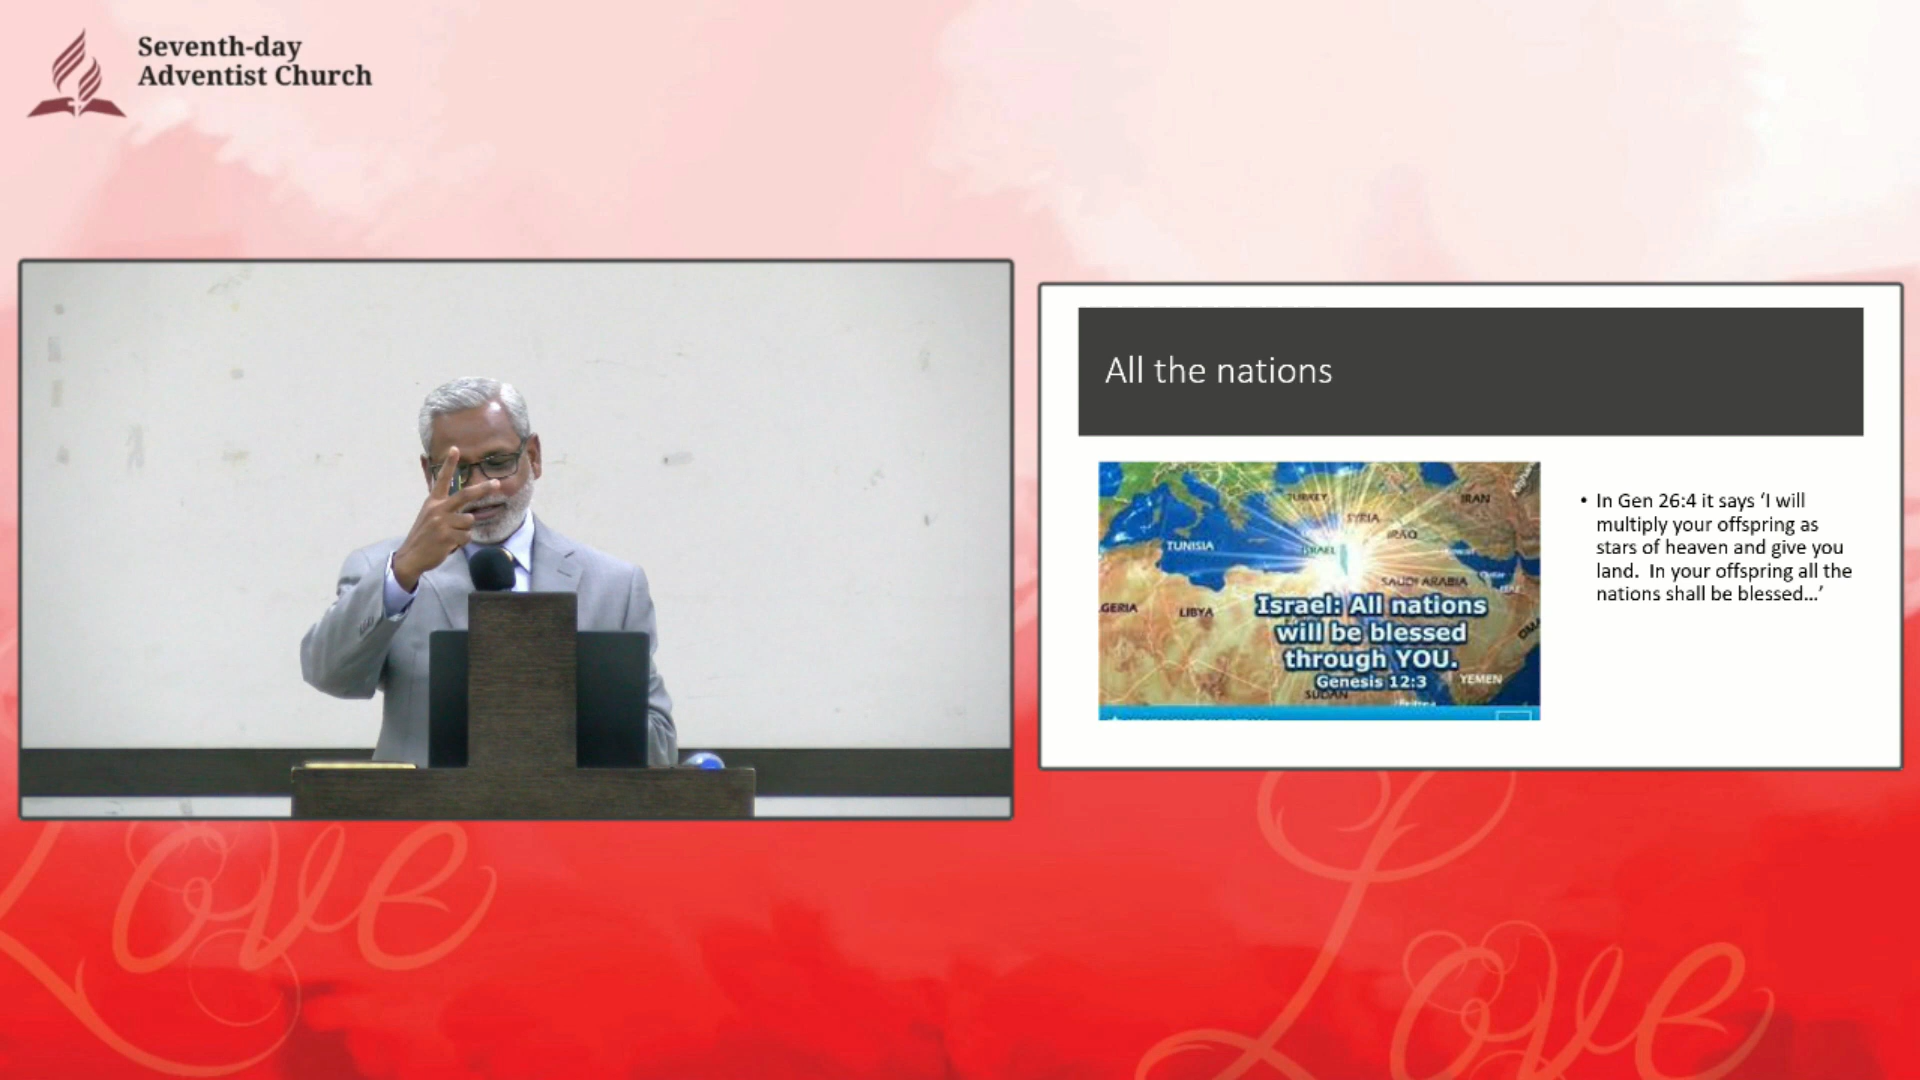 Seventh-day
Adventist Church
All the nations
TURKEY
IRAN
SYRIA
IRAQ
TUNISIA
ISRAEL
SAUDI ARABIA
Qatar
LIBYA
Israel: All nations
will be blessed
through YOU.
Genesis 12:3
YEMEN
SUDAN
• In Gen 26:4 it says ‘I will
multiply your offspring as
stars of heaven and give you
land.  In your offspring all the
nations shall be blessed...’
Love
Love